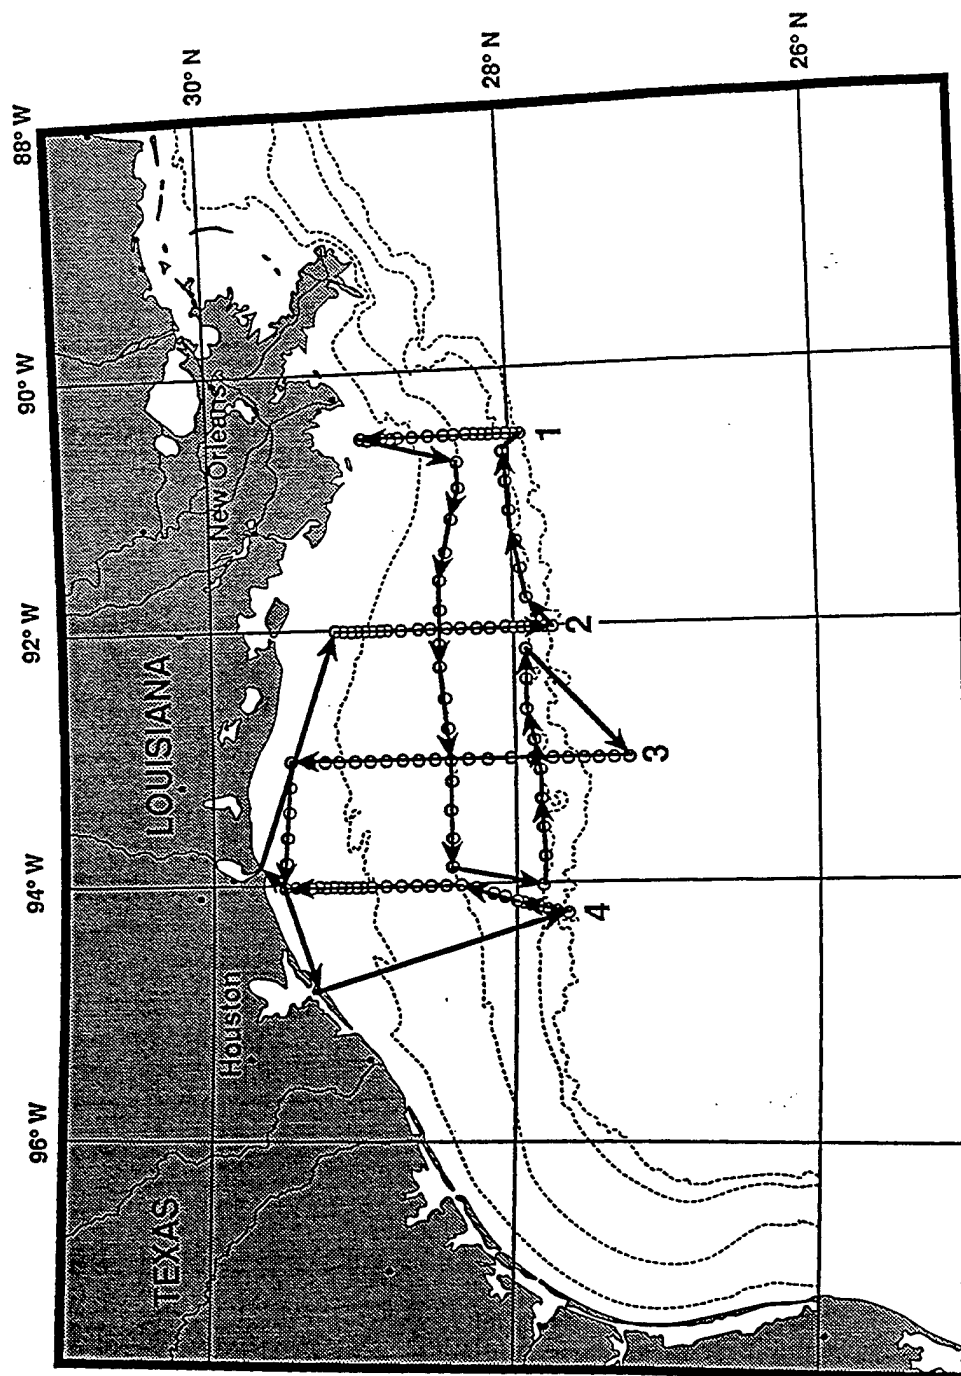 96° W
94° W
92° W
90° W
88° W
30° N
28° N
26° N
TEXAS
LOUISIANA
Houston
New Orleans
4
3
2
1